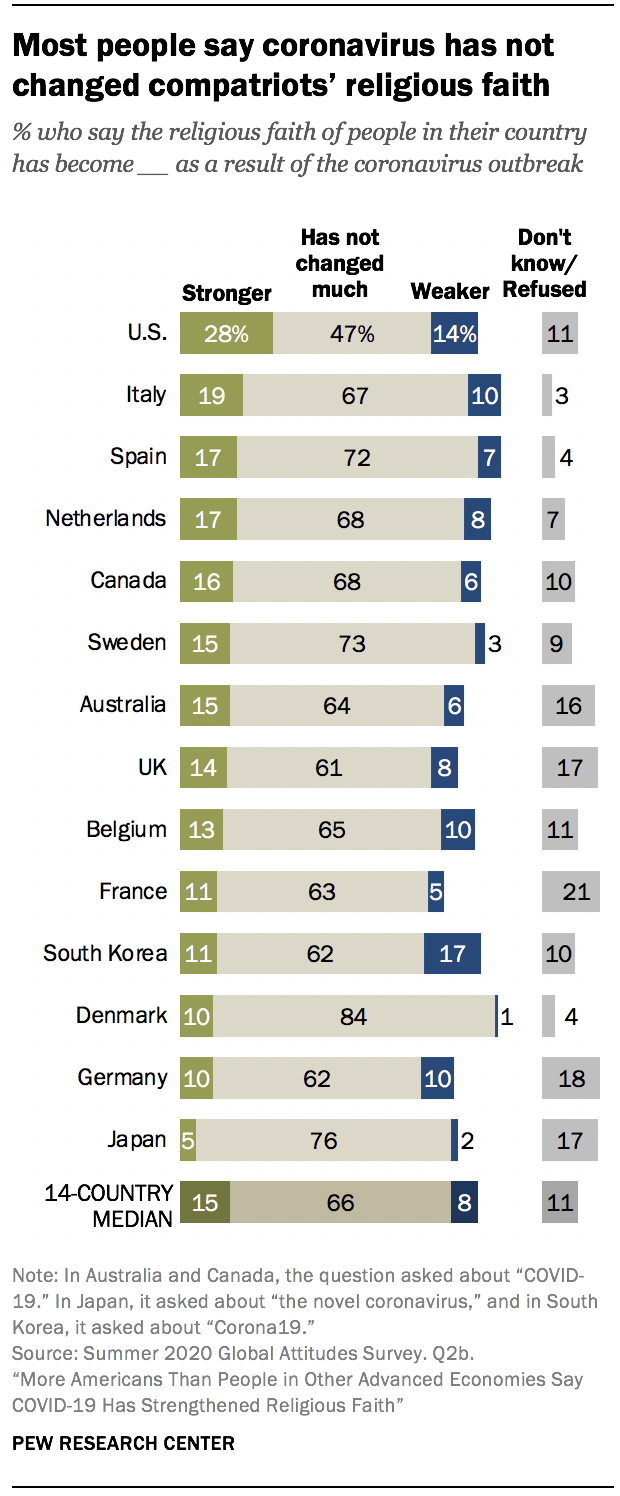 Most people say coronavirus has not
changed compatriots’ religious faith
% who say the religious faith of people in their country
has become __ as a result of the coronavirus outbreak
Stronger Has not changed much Weaker Don't know/ Refused
U.S. 28% 47% 14% 11
Italy 19 67 10 3
Spain 17 72 7 4
Netherlands 17 68 8 7
Canada 16 68 6 10
Sweden 15 73 3 9
Australia 15 64 6 16
UK 14 61 8 17
Belgium 13 65 10 11
France 11 63 5 21
South Korea 11 62 17 10
Denmark 10 84 1 4
Germany 10 62 10 18
Japan 5 76 2 17
14-COUNTRY MEDIAN 15 66 8 11
Note: In Australia and Canada, the question asked about “COVID-
19.” In Japan, it asked about “the novel coronavirus,” and in South
Korea, it asked about “Corona19.”
Source: Summer 2020 Global Attitudes Survey. Q2b.
“More Americans Than People in Other Advanced Economies Say
COVID-19 Has Strengthened Religious Faith”
PEW RESEARCH CENTER